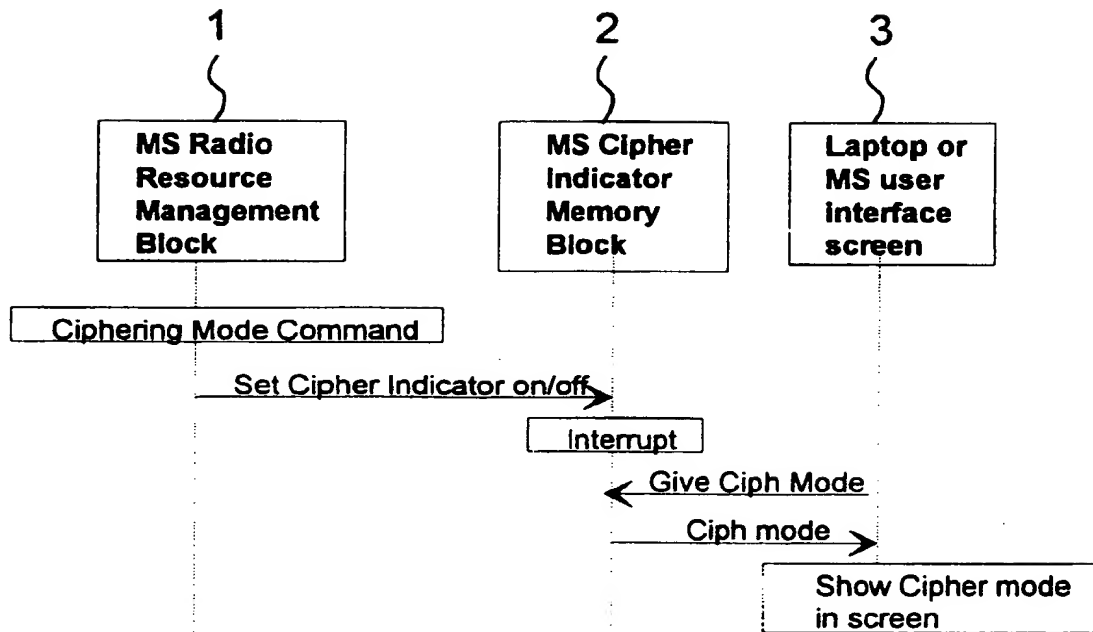 1
2
3
MS Radio
Resource
Management
Block
MS Cipher
Indicator
Memory
Block
Laptop or
MS user
interface
screen
Ciphering Mode Command
Set Cipher Indicator on/off
Interrupt
Give Ciph Mode
Ciph mode
Show Cipher mode
in screen